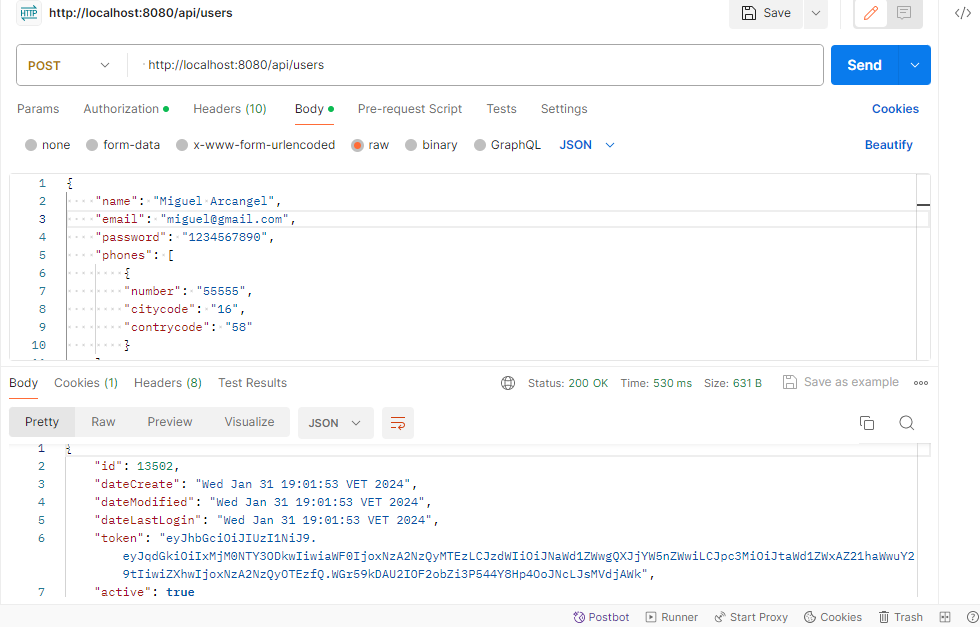 HTTP http://localhost:8080/api/users Save
POST http://localhost:8080/api/users Send
Params Authorization Headers (10) Body Pre-request Script Tests Settings Cookies
none form-data x-www-form-urlencoded raw binary GraphQL JSON Beautify
1 {
2 "name": "Miguel Arcangel",
3 "email": "miguel@gmail.com",
4 "password": "1234567890",
5 "phones": [
6 {
7 "number": "55555",
8 "citycode": "16",
9 "contrycode": "58"
10 }
Body Cookies (1) Headers (8) Test Results Status: 200 OK Time: 530 ms Size: 631 B Save as example
Pretty Raw Preview Visualize JSON
1 {
2 "id": 13502,
3 "dateCreate": "Wed Jan 31 19:01:53 VET 2024",
4 "dateModified": "Wed Jan 31 19:01:53 VET 2024",
5 "dateLastLogin": "Wed Jan 31 19:01:53 VET 2024",
6 "token": "eyJhbGciOiJIUzI1NiJ9.
eyJqdGkiOiIxMjM0NTY3ODkwIiwiaWF0IjoxNzA2NzQyMTEzLCJzdWIiOiJNaWd1ZWwgQXJjYW5nZWwiLCJpc3MiOiJtaWd1ZWxAZ21haWwuY2
9tIiwiZXhwIjoxNzA2NzQyOTEzfQ.WGr59kDAU2IOF2obZi3P544Y8Hp4OoJNcLJsMVdjAWk",
7 "active": true
Postbot Runner Start Proxy Cookies Trash